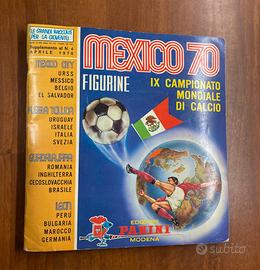 LE GRANDI RACCOLTE
PER LA GIOVENTU'
Supplemento al N. 4
APRILE 1970
MEXICO CITY
URSS
MESSICO
BELGIO
EL SALVADOR
PUEBLA TOLUCA
URUGUAY
ISRAELE
ITALIA
SVEZIA
GUADALAJARA
ROMANIA
INGHILTERRA
CECOSLOVACCHIA
BRASILE
LEON
PERÚ
BULGARIA
MAROCCO
GERMANIA
MEXICO 70
FIGURINE
IX CAMPIONATO
MONDIALE
DI CALCIO
EDIZIONI
PANINI
MODENA
subito